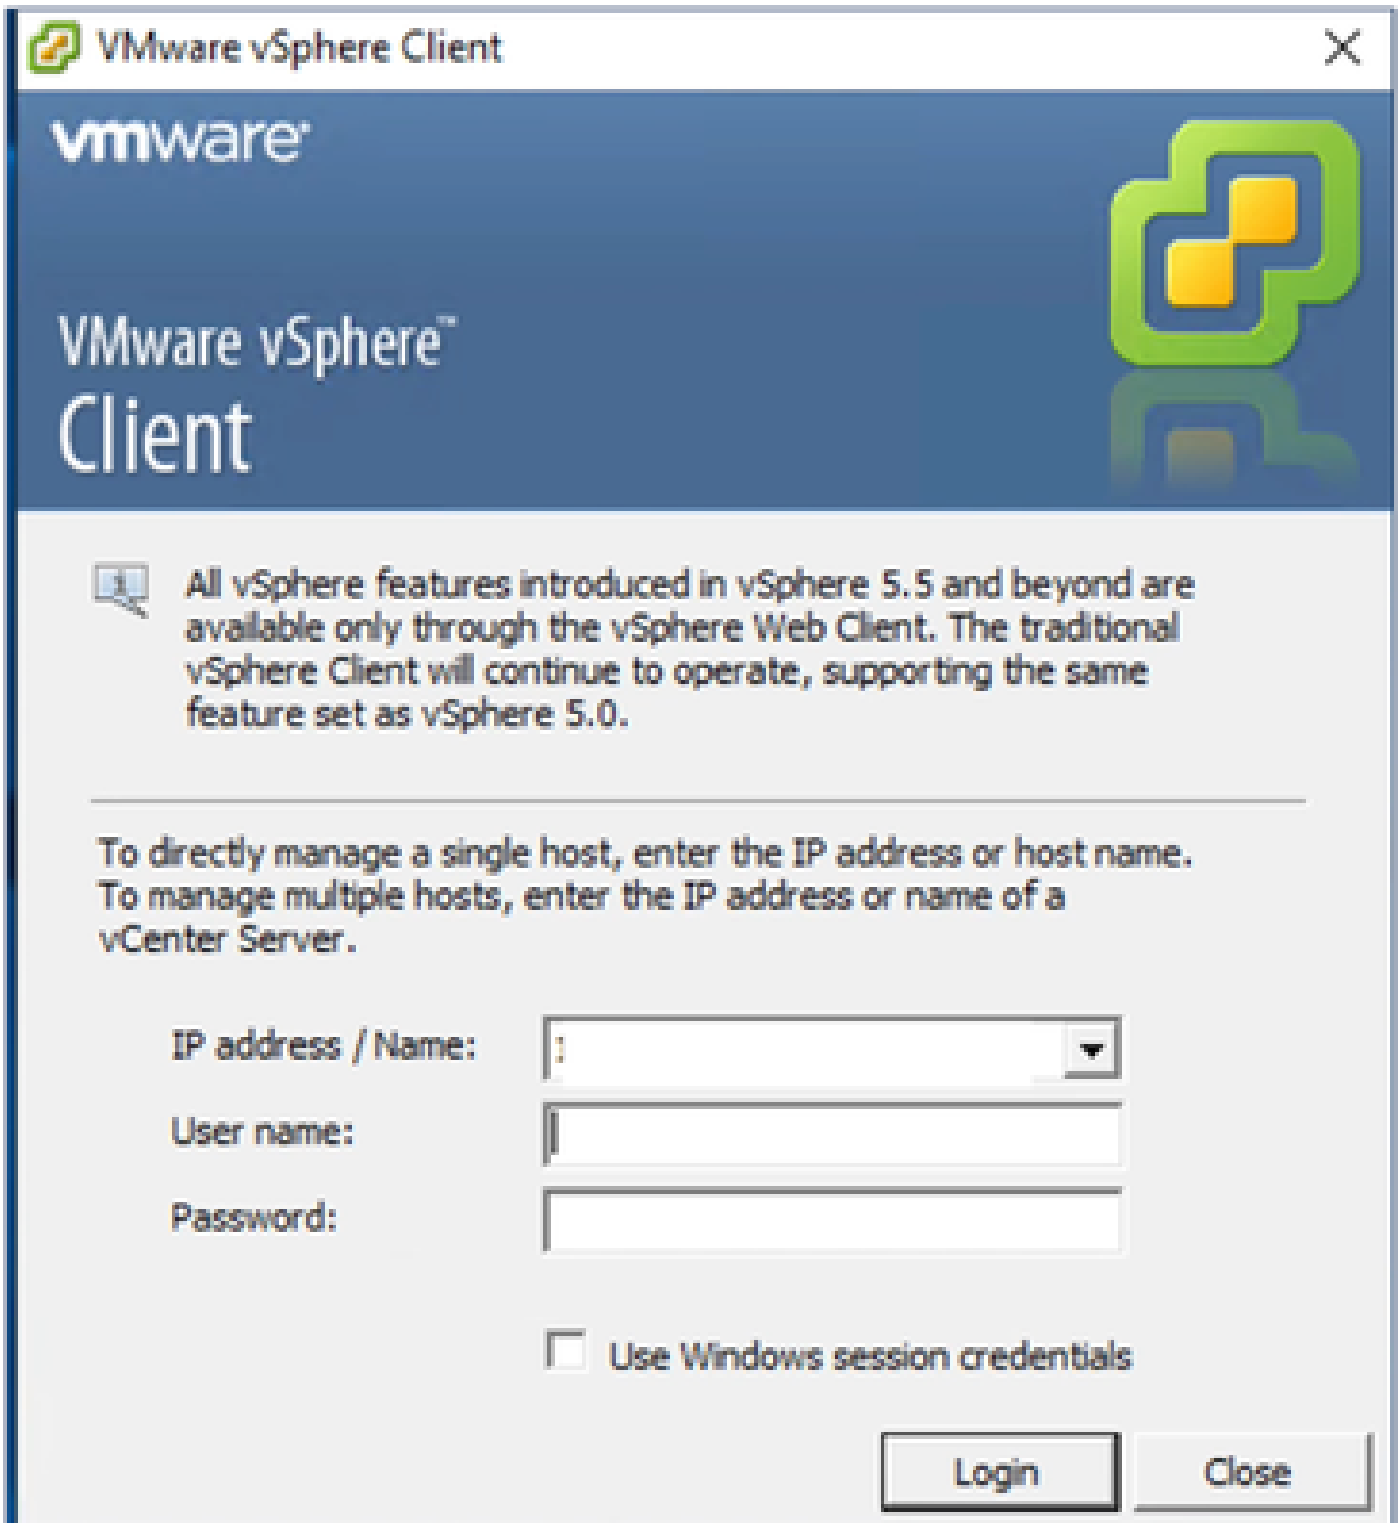 VMware vSphere Client
vmware
VMware vSphere™
Client
All vSphere features introduced in vSphere 5.5 and beyond are
available only through the vSphere Web Client. The traditional
vSphere Client will continue to operate, supporting the same
feature set as vSphere 5.0.
To directly manage a single host, enter the IP address or host name.
To manage multiple hosts, enter the IP address or name of a
vCenter Server.
IP address / Name:
User name:
Password:
Use Windows session credentials
Login Close